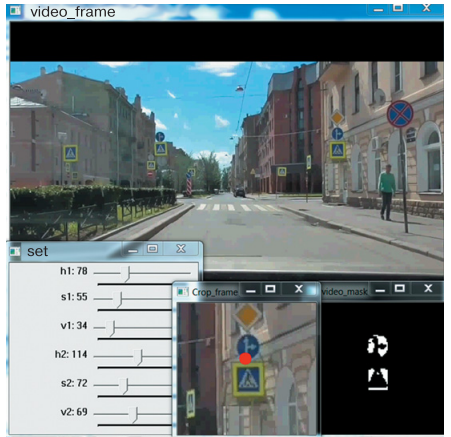 video_frame
set
h1: 78
s1: 55
v1: 34
h2: 114
s2: 72
v2: 69
Crop_frame
video_mask